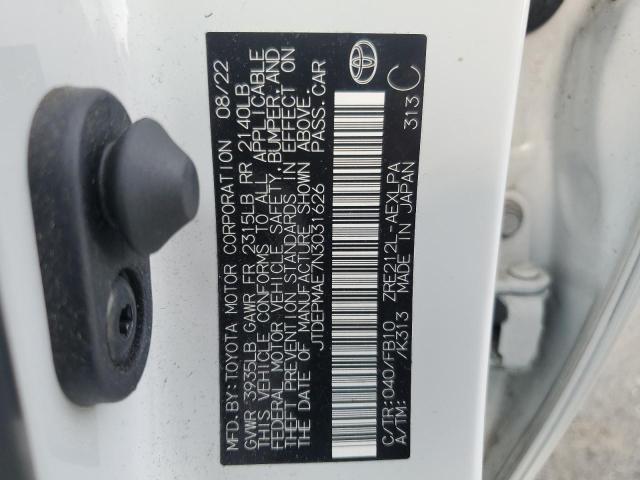 MFD.BY:TOYOTA MOTOR CORPORATION 08/22
GVWR 3935LB GAWR FR 2315LB RR 2140LB
THIS VEHICLE CONFORMS TO ALL APPLICABLE
FEDERAL MOTOR VEHICLE SAFETY, BUMPER, AND
THEFT PREVENTION STANDARDS IN EFFECT ON
THE DATE OF MANUFACTURE SHOWN ABOVE.
JTDEPMAE7N3031626 PASS.CAR
C/TR:040/FB10 ZRE212L-AEXLPA 313 C
A/TM: /K313 MADE IN JAPAN